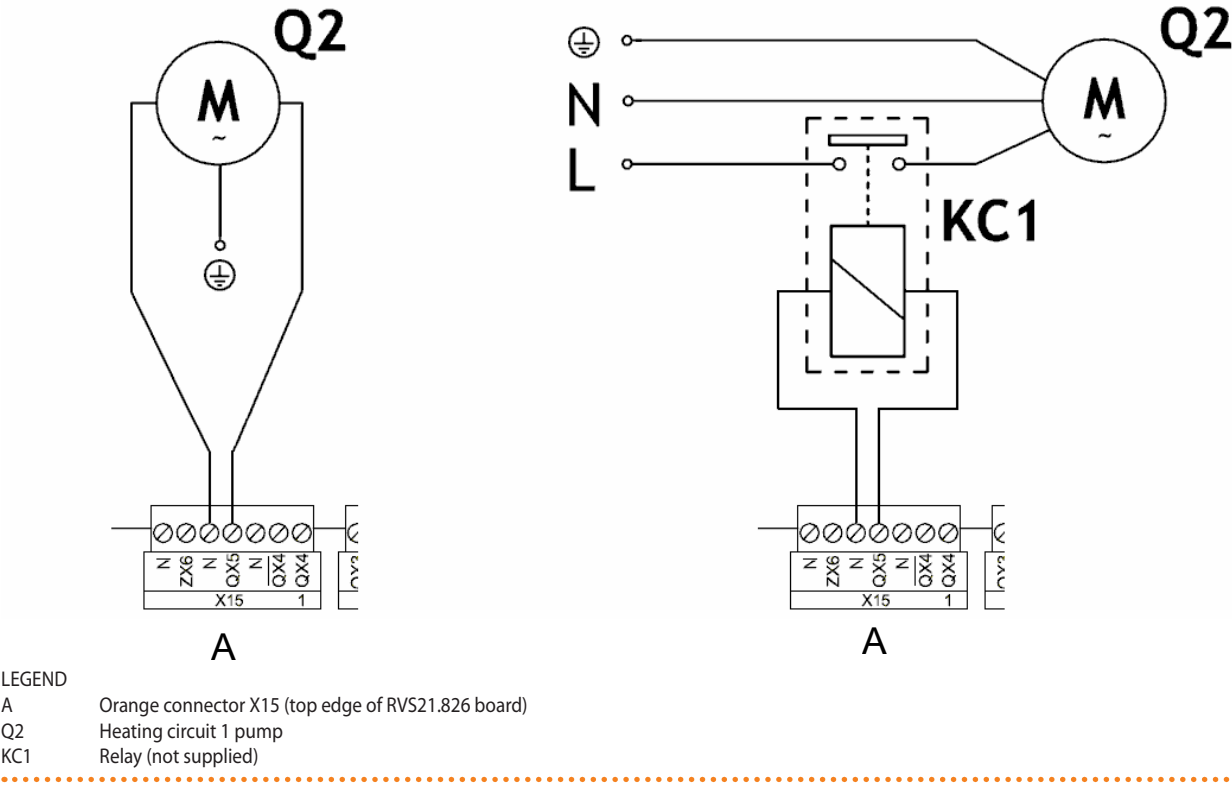 Q2
M
~
N
ZX6
N
QX5
N
QX4
QX4
X15 1
A
Q2
N
L
M
~
KC1
N
ZX6
N
QX5
N
QX4
QX4
X15 1
A
LEGEND
A Orange connector X15 (top edge of RVS21.826 board)
Q2 Heating circuit 1 pump
KC1 Relay (not supplied)